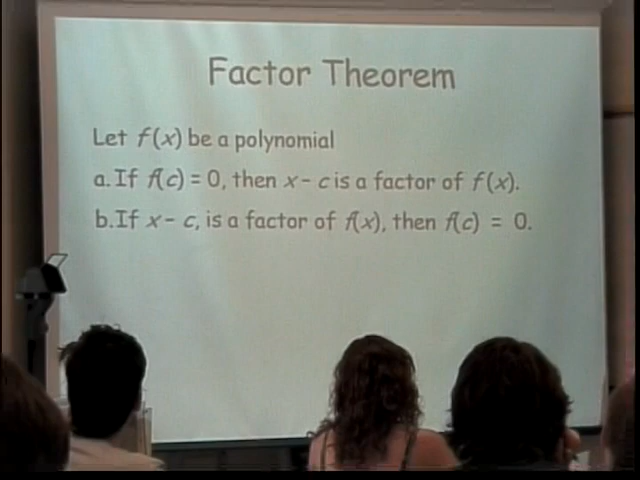 Factor Theorem
Let f(x) be a polynomial
a. If f(c) = 0, then x - c is a factor of f(x).
b. If x - c, is a factor of f(x), then f(c) = 0.